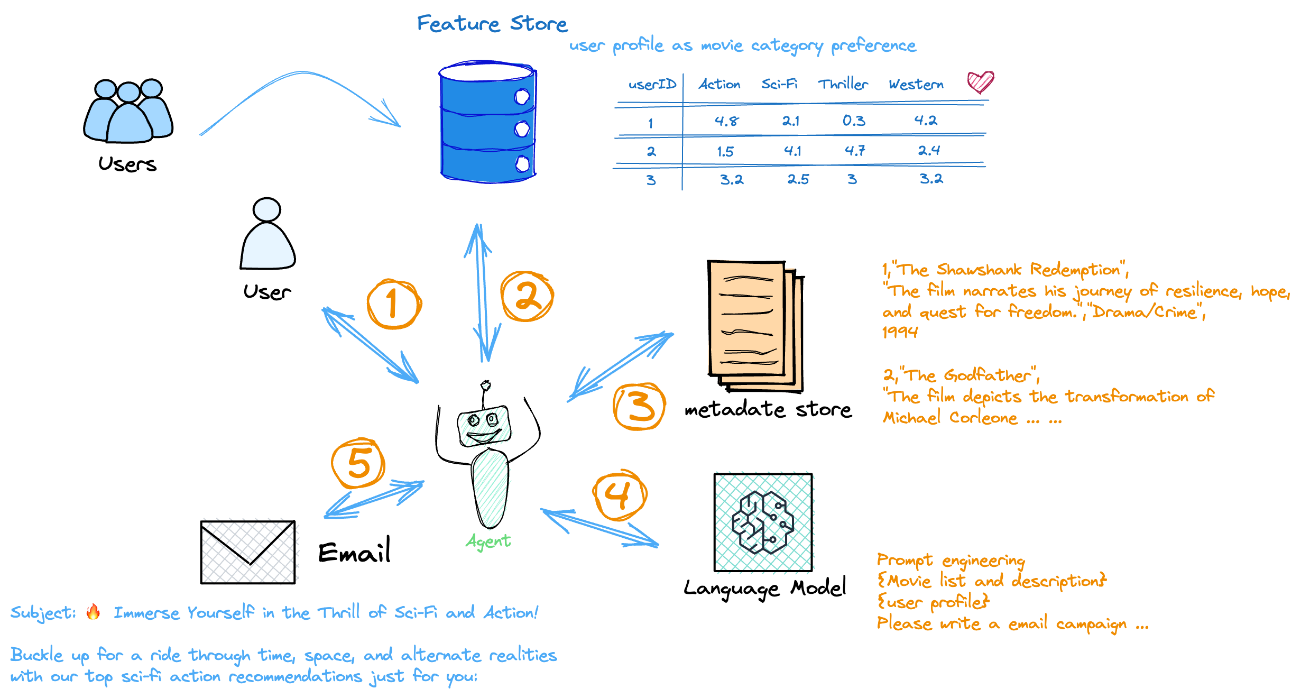 Feature Store
user profile as movie category preference
userID Action Sci-Fi Thriller Western
1 4.8 2.1 0.3 4.2
2 1.5 4.1 4.7 2.4
3 3.2 2.5 3 3.2
Users
User
1
2
1,"The Shawshank Redemption",
"The film narrates his journey of resilience, hope,
and quest for freedom.","Drama/Crime",
1994
2,"The Godfather",
"The film depicts the transformation of
Michael Corleone ... ...
3
metadate store
5
4
Agent
Email
Language Model
Prompt engineering
{Movie list and description}
{user profile}
Please write a email campaign ...
Subject: 🔥 Immerse Yourself in the Thrill of Sci-Fi and Action!
Buckle up for a ride through time, space, and alternate realities
with our top sci-fi action recommendations just for you: